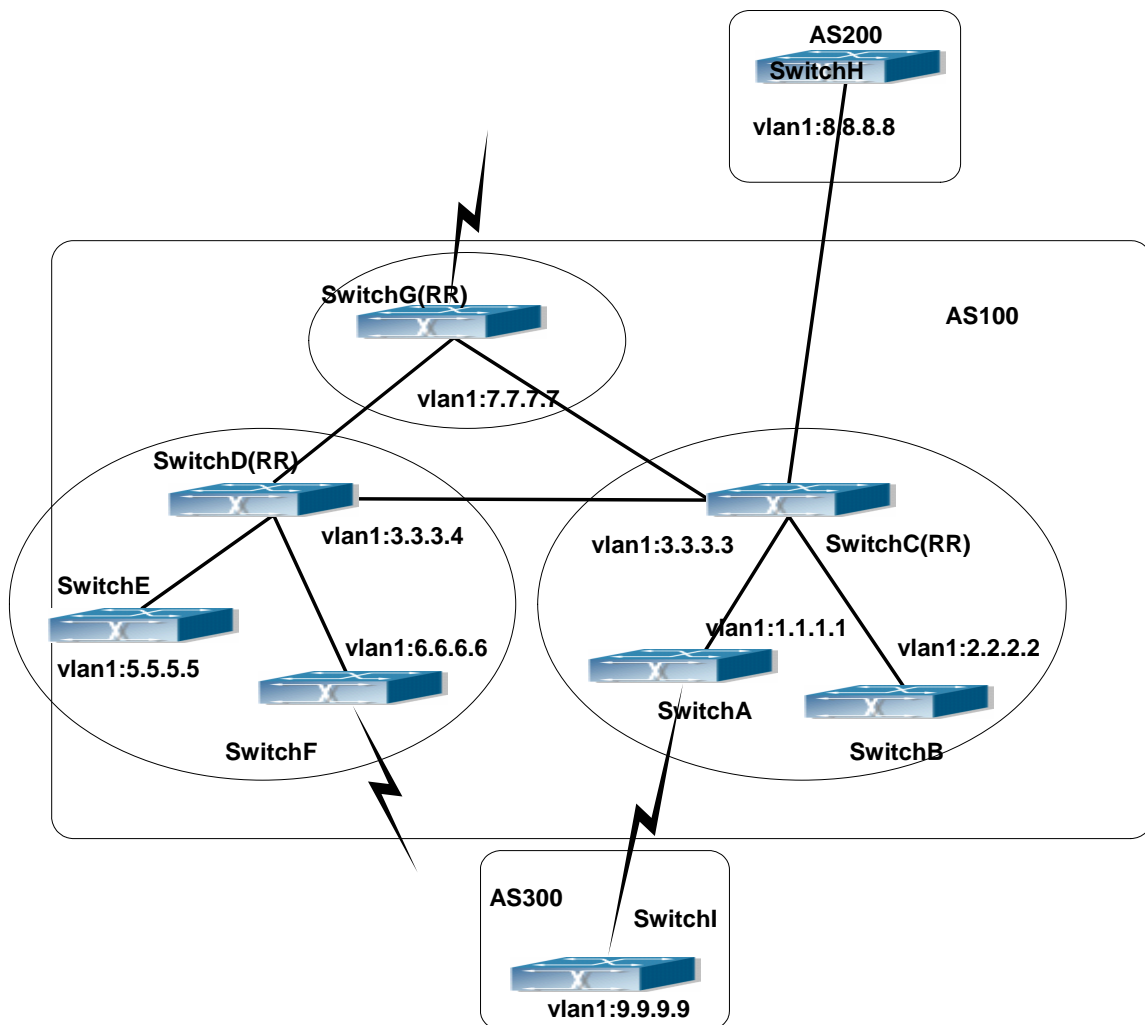 AS200
SwitchH
vlan1:8.8.8.8
SwitchG(RR)
AS100
vlan1:7.7.7.7
SwitchD(RR)
vlan1:3.3.3.4
vlan1:3.3.3.3
SwitchC(RR)
SwitchE
vlan1:5.5.5.5
vlan1:6.6.6.6
vlan1:1.1.1.1
vlan1:2.2.2.2
SwitchF
SwitchA
SwitchB
AS300
SwitchI
vlan1:9.9.9.9